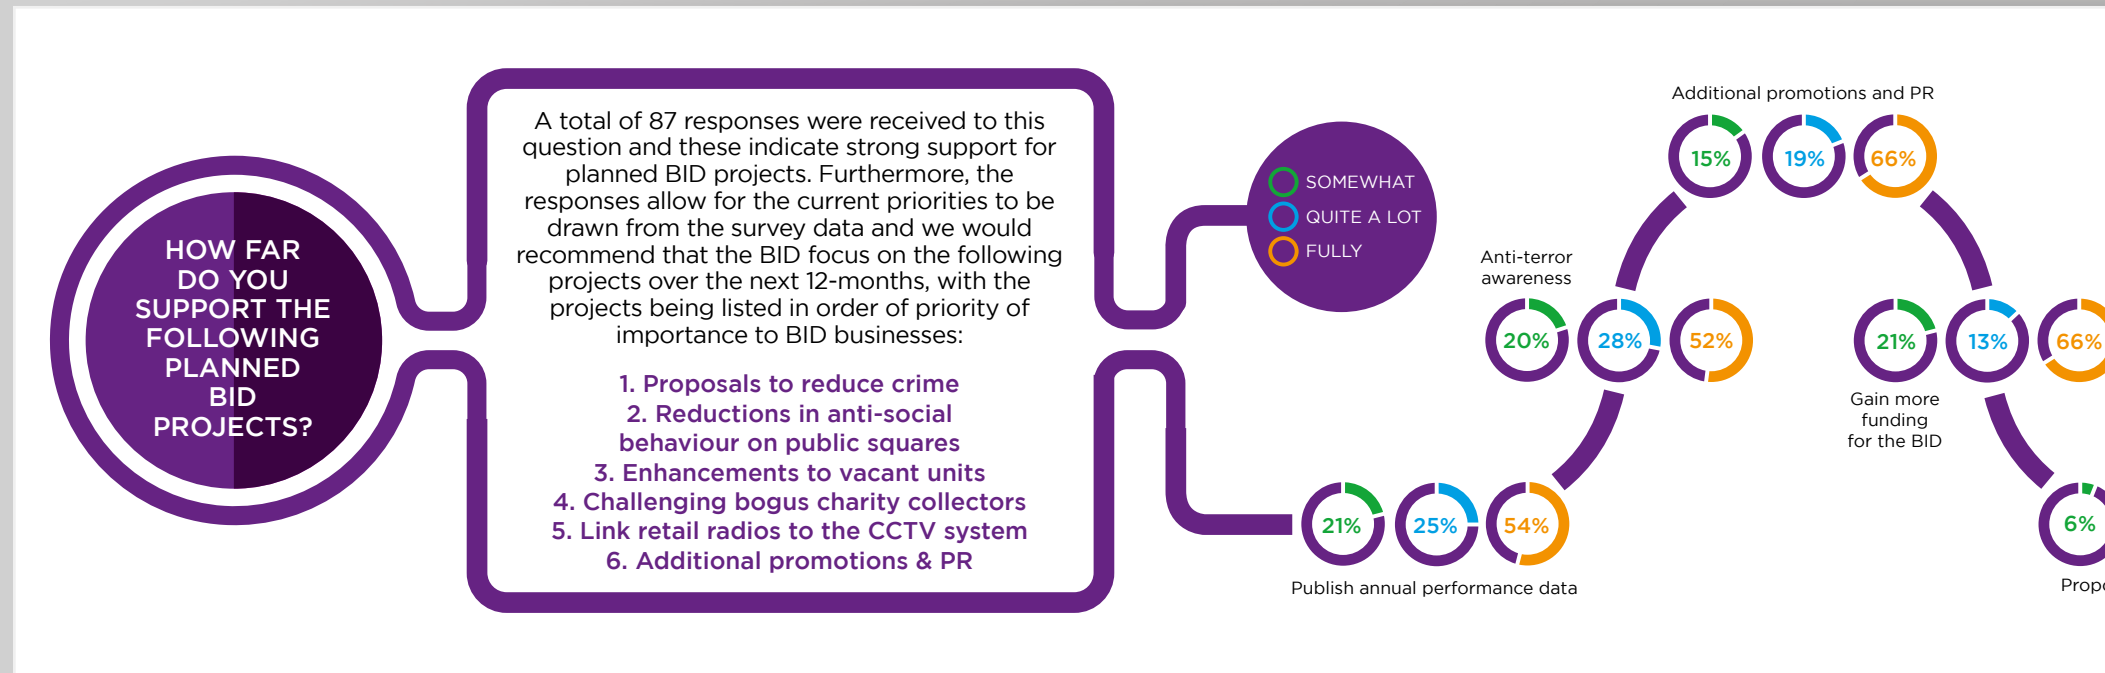 HOW FAR
DO YOU
SUPPORT THE
FOLLOWING
PLANNED
BID
PROJECTS?
A total of 87 responses were received to this
question and these indicate strong support for
planned BID projects. Furthermore, the
responses allow for the current priorities to be
drawn from the survey data and we would
recommend that the BID focus on the following
projects over the next 12-months, with the
projects being listed in order of priority of
importance to BID businesses:
1. Proposals to reduce crime
2. Reductions in anti-social
behaviour on public squares
3. Enhancements to vacant units
4. Challenging bogus charity collectors
5. Link retail radios to the CCTV system
6. Additional promotions & PR
SOMEWHAT
QUITE A LOT
FULLY
21%
25%
54%
Publish annual performance data
Anti-terror
awareness
20%
28%
52%
Additional promotions and PR
15%
19%
66%
21%
13%
66%
Gain more
funding
for the BID
6%